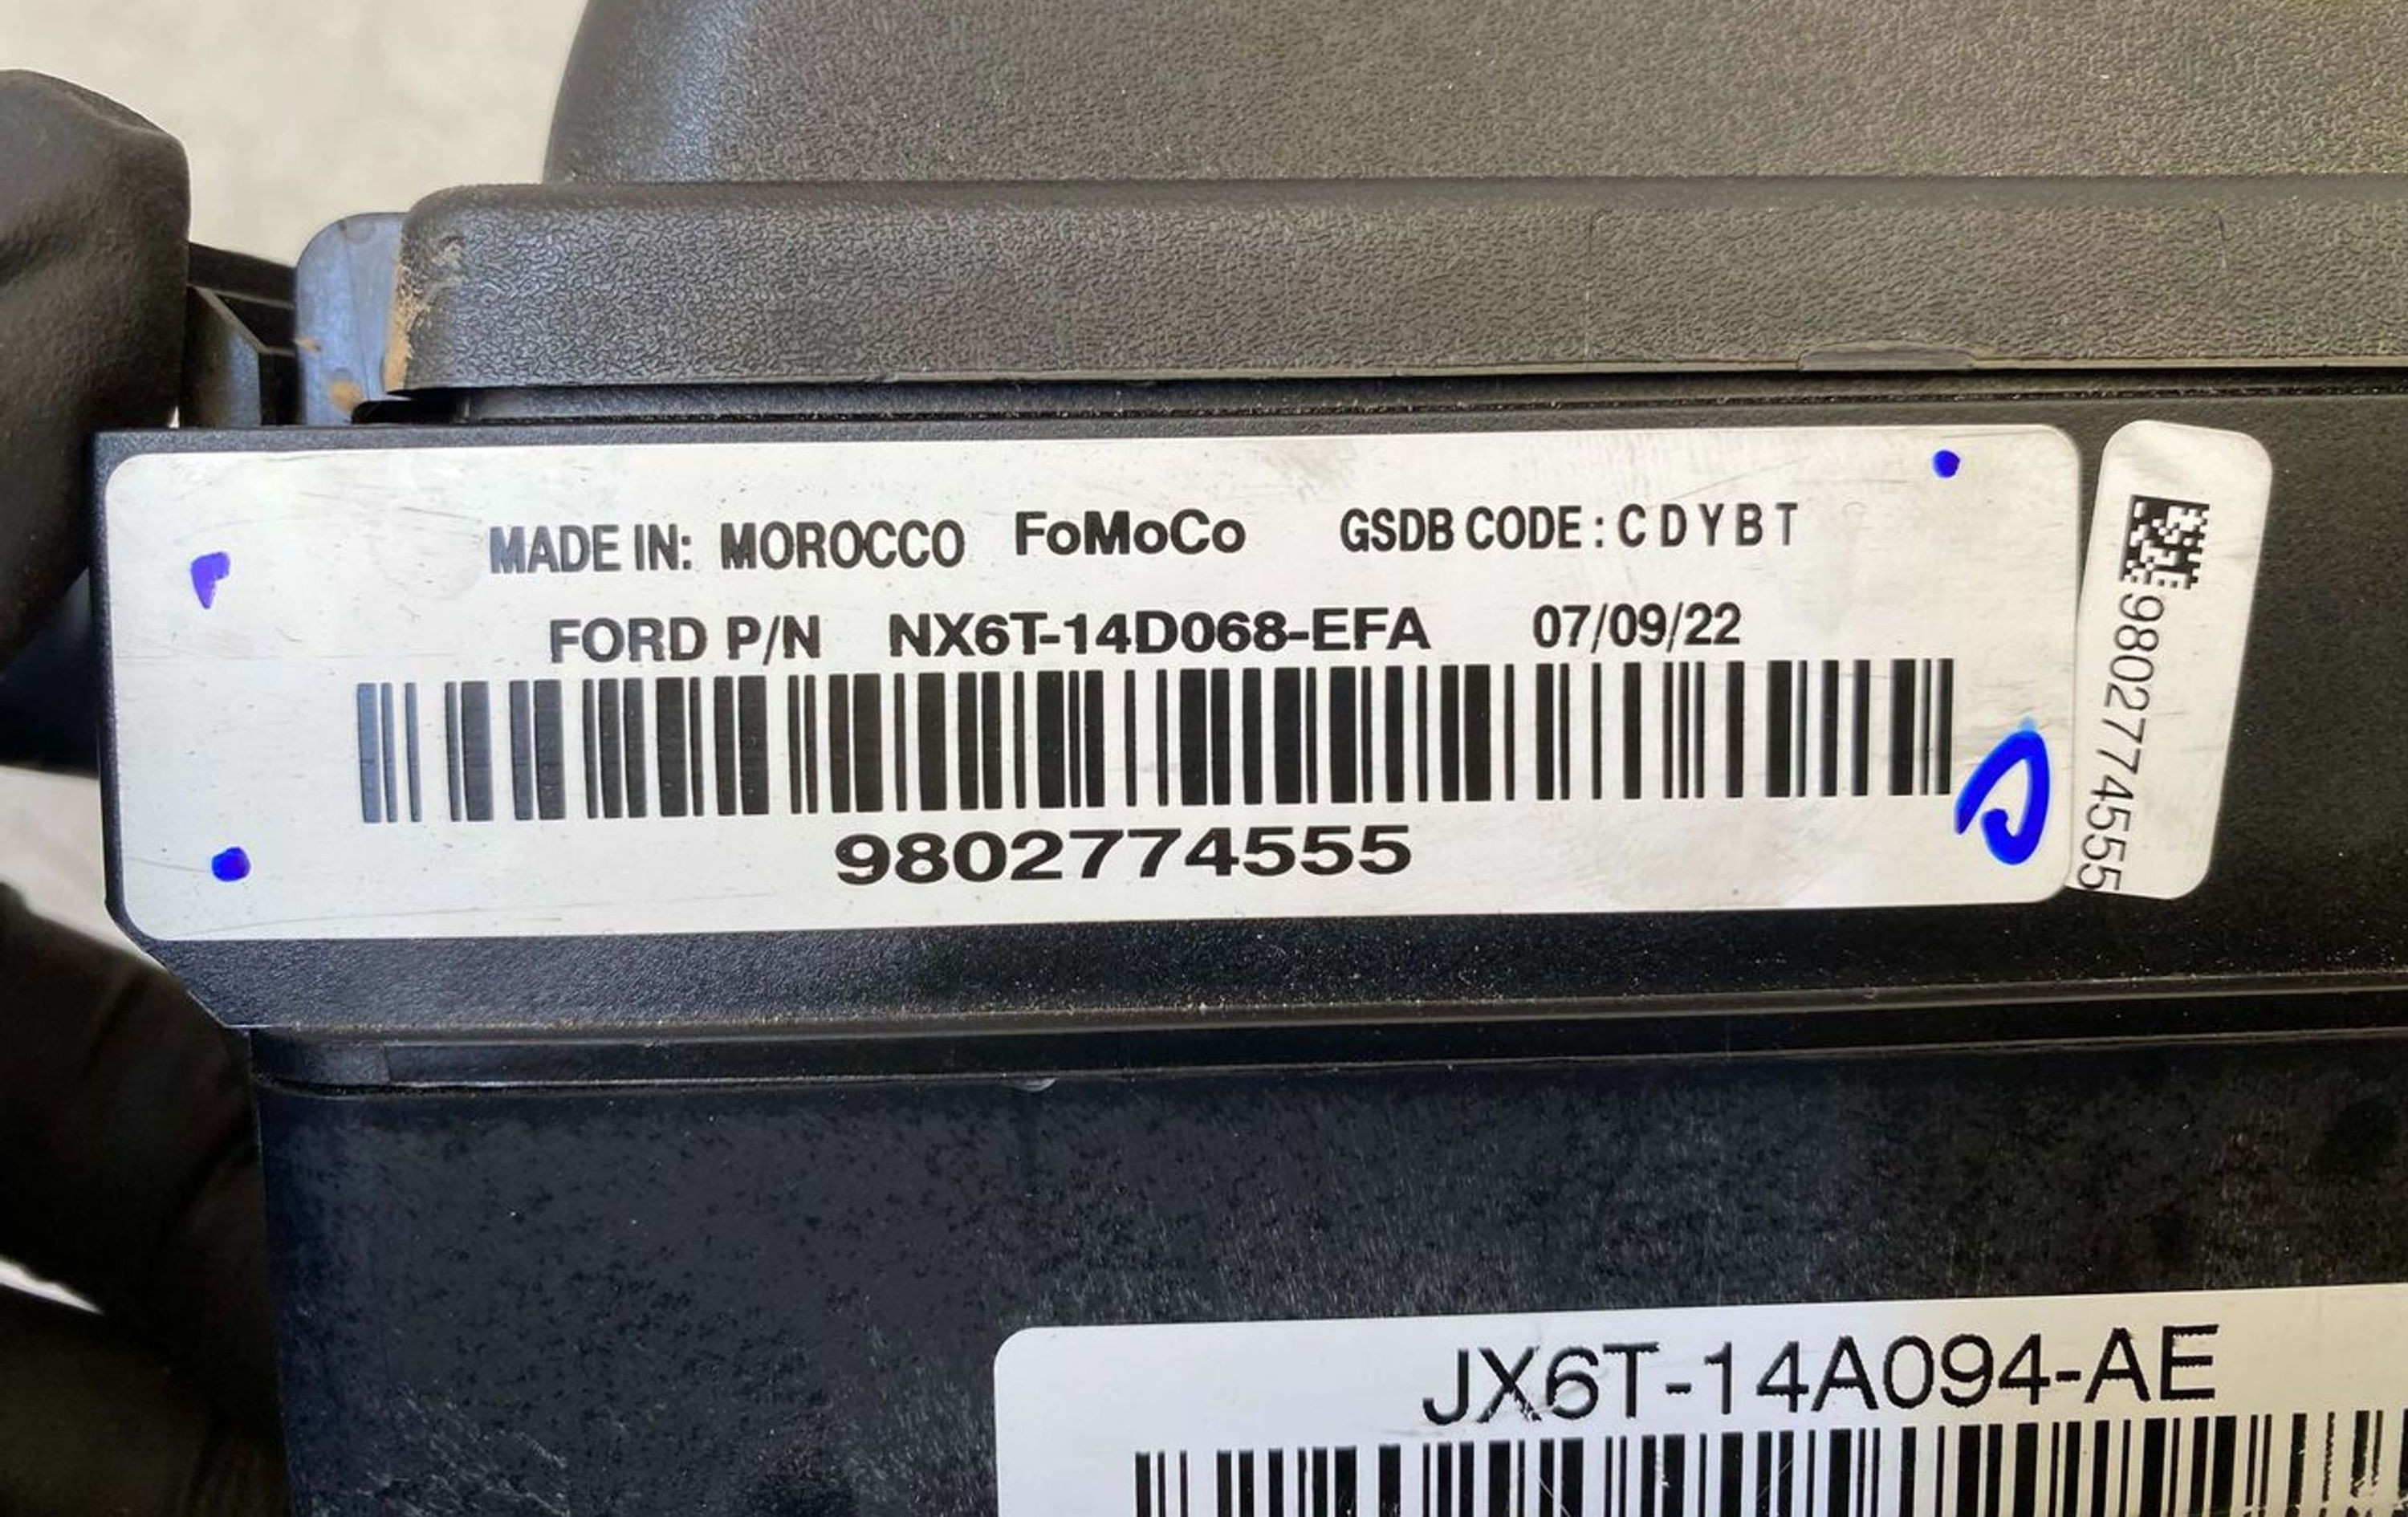 MADE IN: MOROCCO FoMoCo GSDB CODE : C D Y B T
FORD P/N NX6T-14D068-EFA 07/09/22
9802774555
C
9802774555
JX6T-14A094-AE